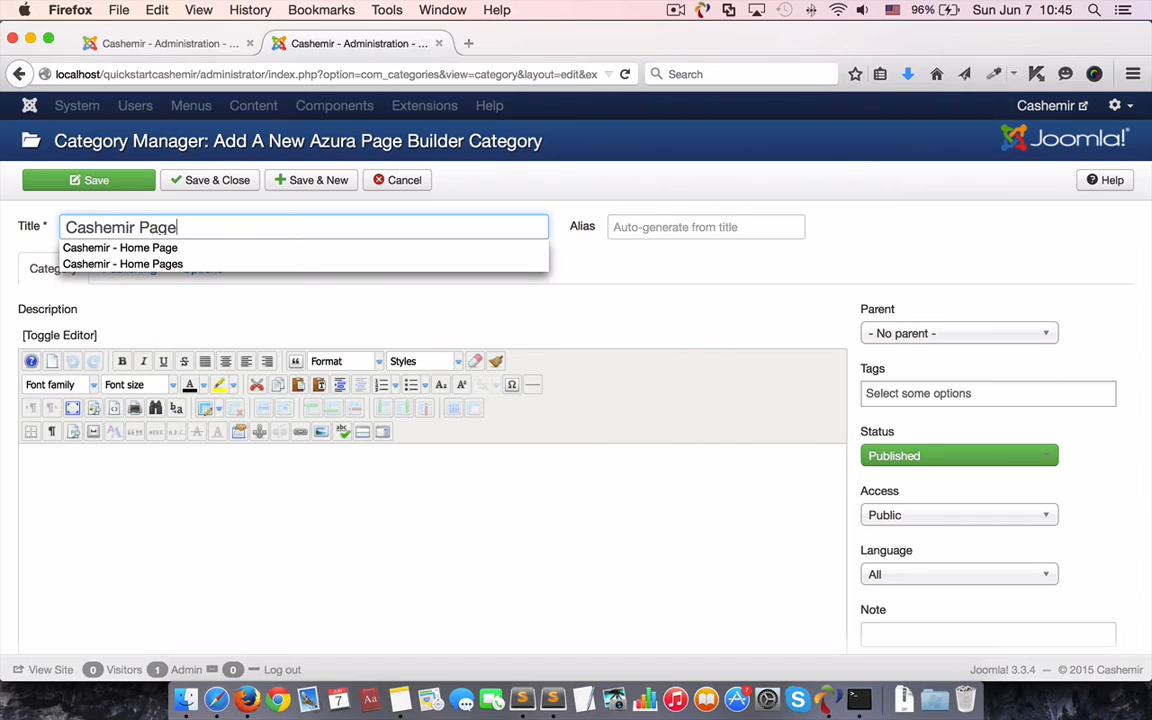 Firefox File Edit View History Bookmarks Tools Window Help 96% Sun Jun 7 10:45
Cashemir - Administration - ... × Cashemir - Administration - ... × +
localhost/quickstartcashemir/administrator/index.php?option=com_categories&view=category&layout=edit&ex Search
System Users Menus Content Components Extensions Help Cashemir
Category Manager: Add A New Azura Page Builder Category Joomla!
Save Save & Close Save & New Cancel Help
Title * Cashemir Page Alias Auto-generate from title
Cashemir - Home Page
Cashemir - Home Pages
Description
[Toggle Editor]
Format Styles
Font family Font size
Parent
- No parent -
Tags
Select some options
Status
Published
Access
Public
Language
All
Note
View Site 0 Visitors 1 Admin 0 Log out Joomla! 3.3.4 — © 2015 Cashemir